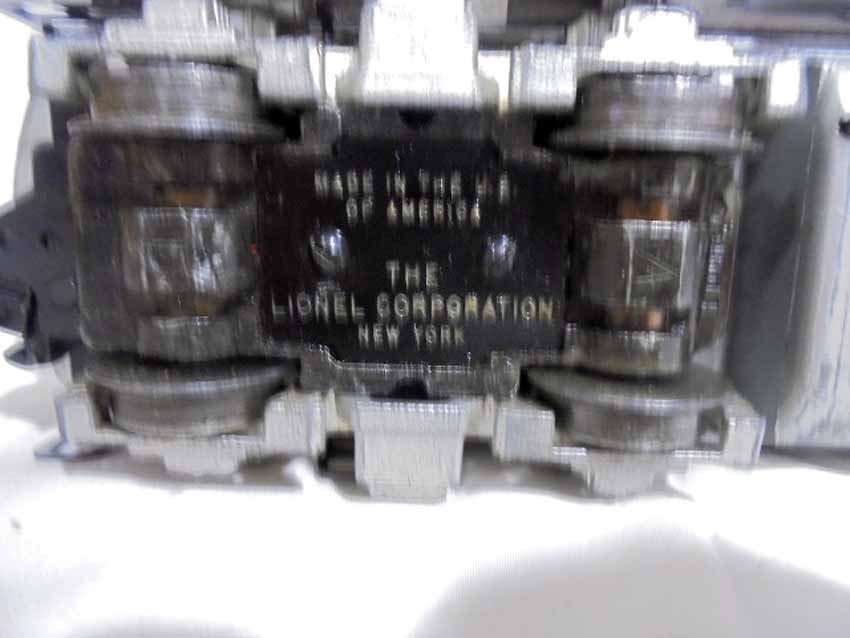 MADE IN THE U.S.
OF AMERICA
THE
LIONEL CORPORATION
NEW YORK